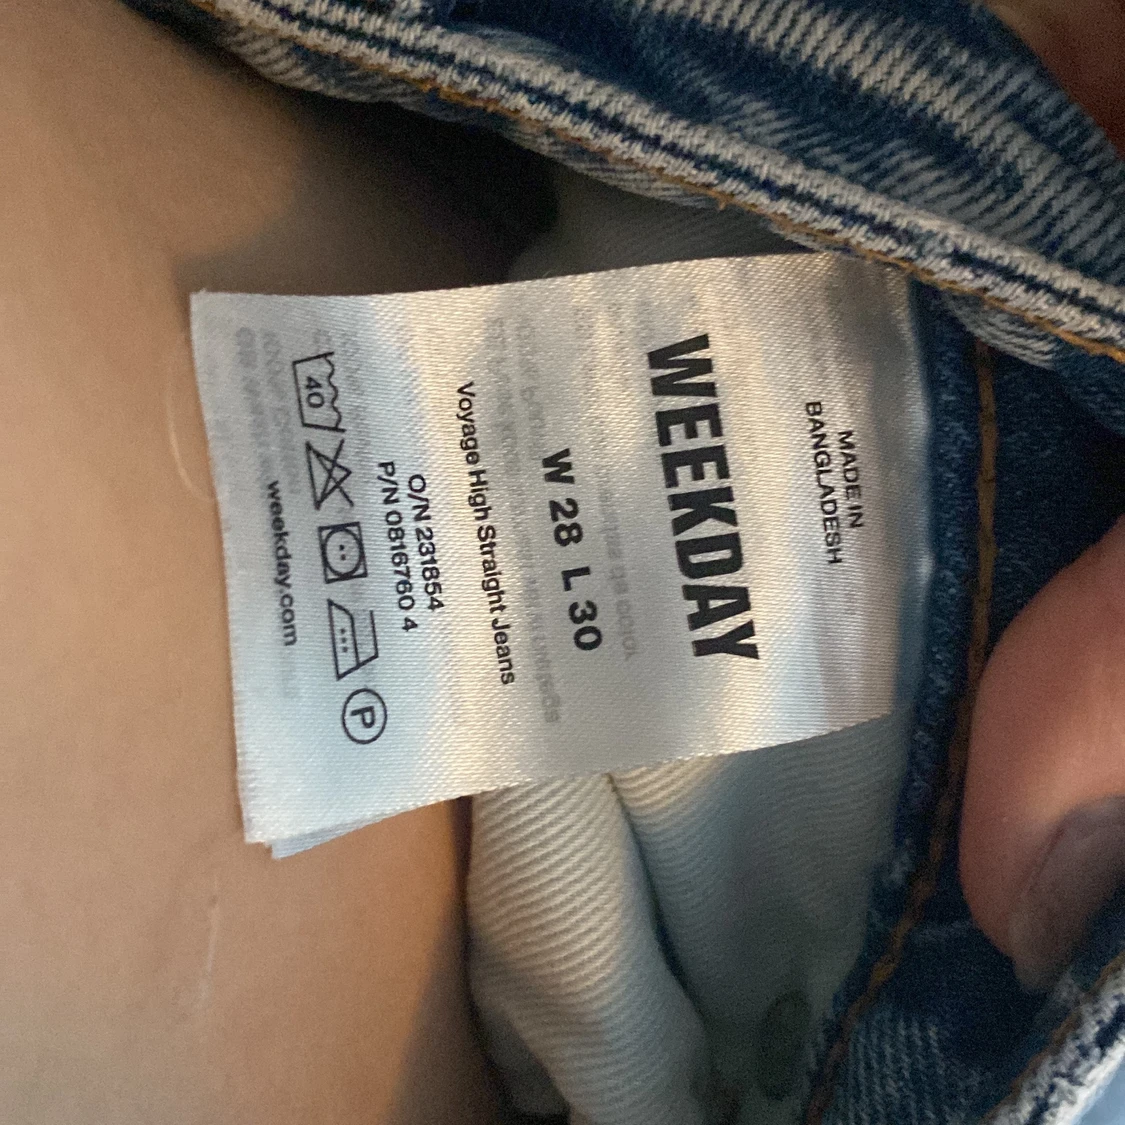 MADE IN
BANGLADESH
WEEKDAY
W 28 L 30
Voyage High Straight Jeans
O/N 231854
P/N 0816760 4
40
P
weekday.com